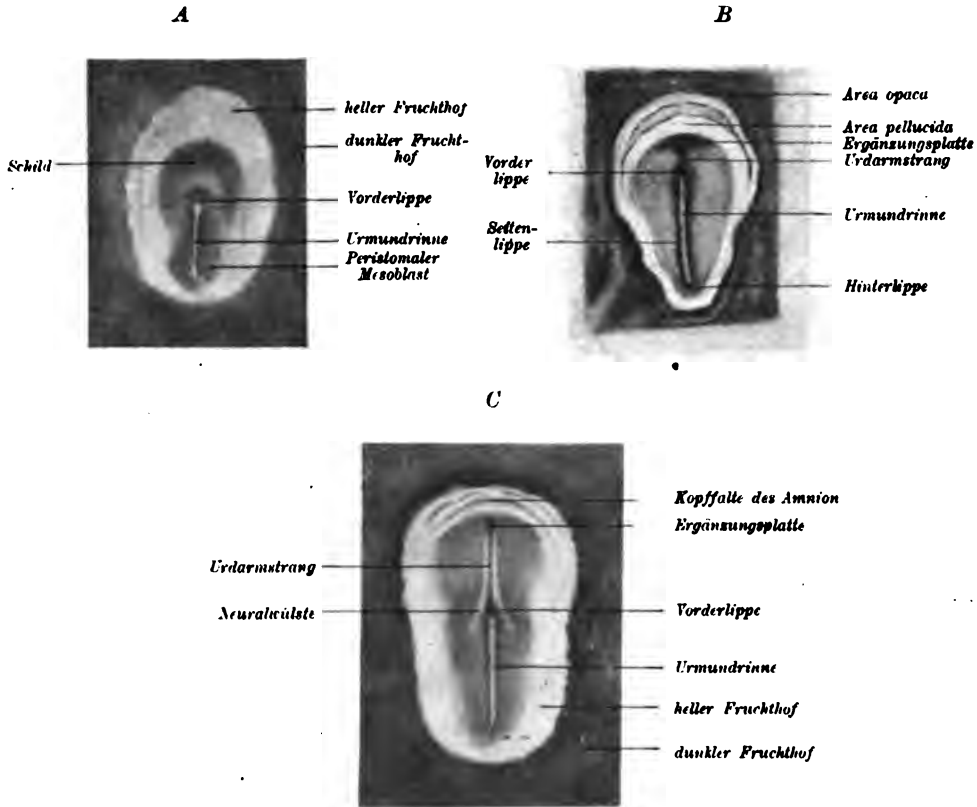 A
heller Fruchthof
dunkler Frucht-
hof
Schild
Vorderlippe
Urmundrinne
Peristomaler
Mesoblast
B
Area opaca
Area pellucida
Ergänzungsplatte
Urdarmstrang
Vorder
lippe
Urmundrinne
Seiten-
lippe
Hinterlippe
C
Kopffalte des Amnion
Ergänzungsplatte
Urdarmstrang
Neuralwülste
Vorderlippe
Urmundrinne
heller Fruchthof
dunkler Fruchthof